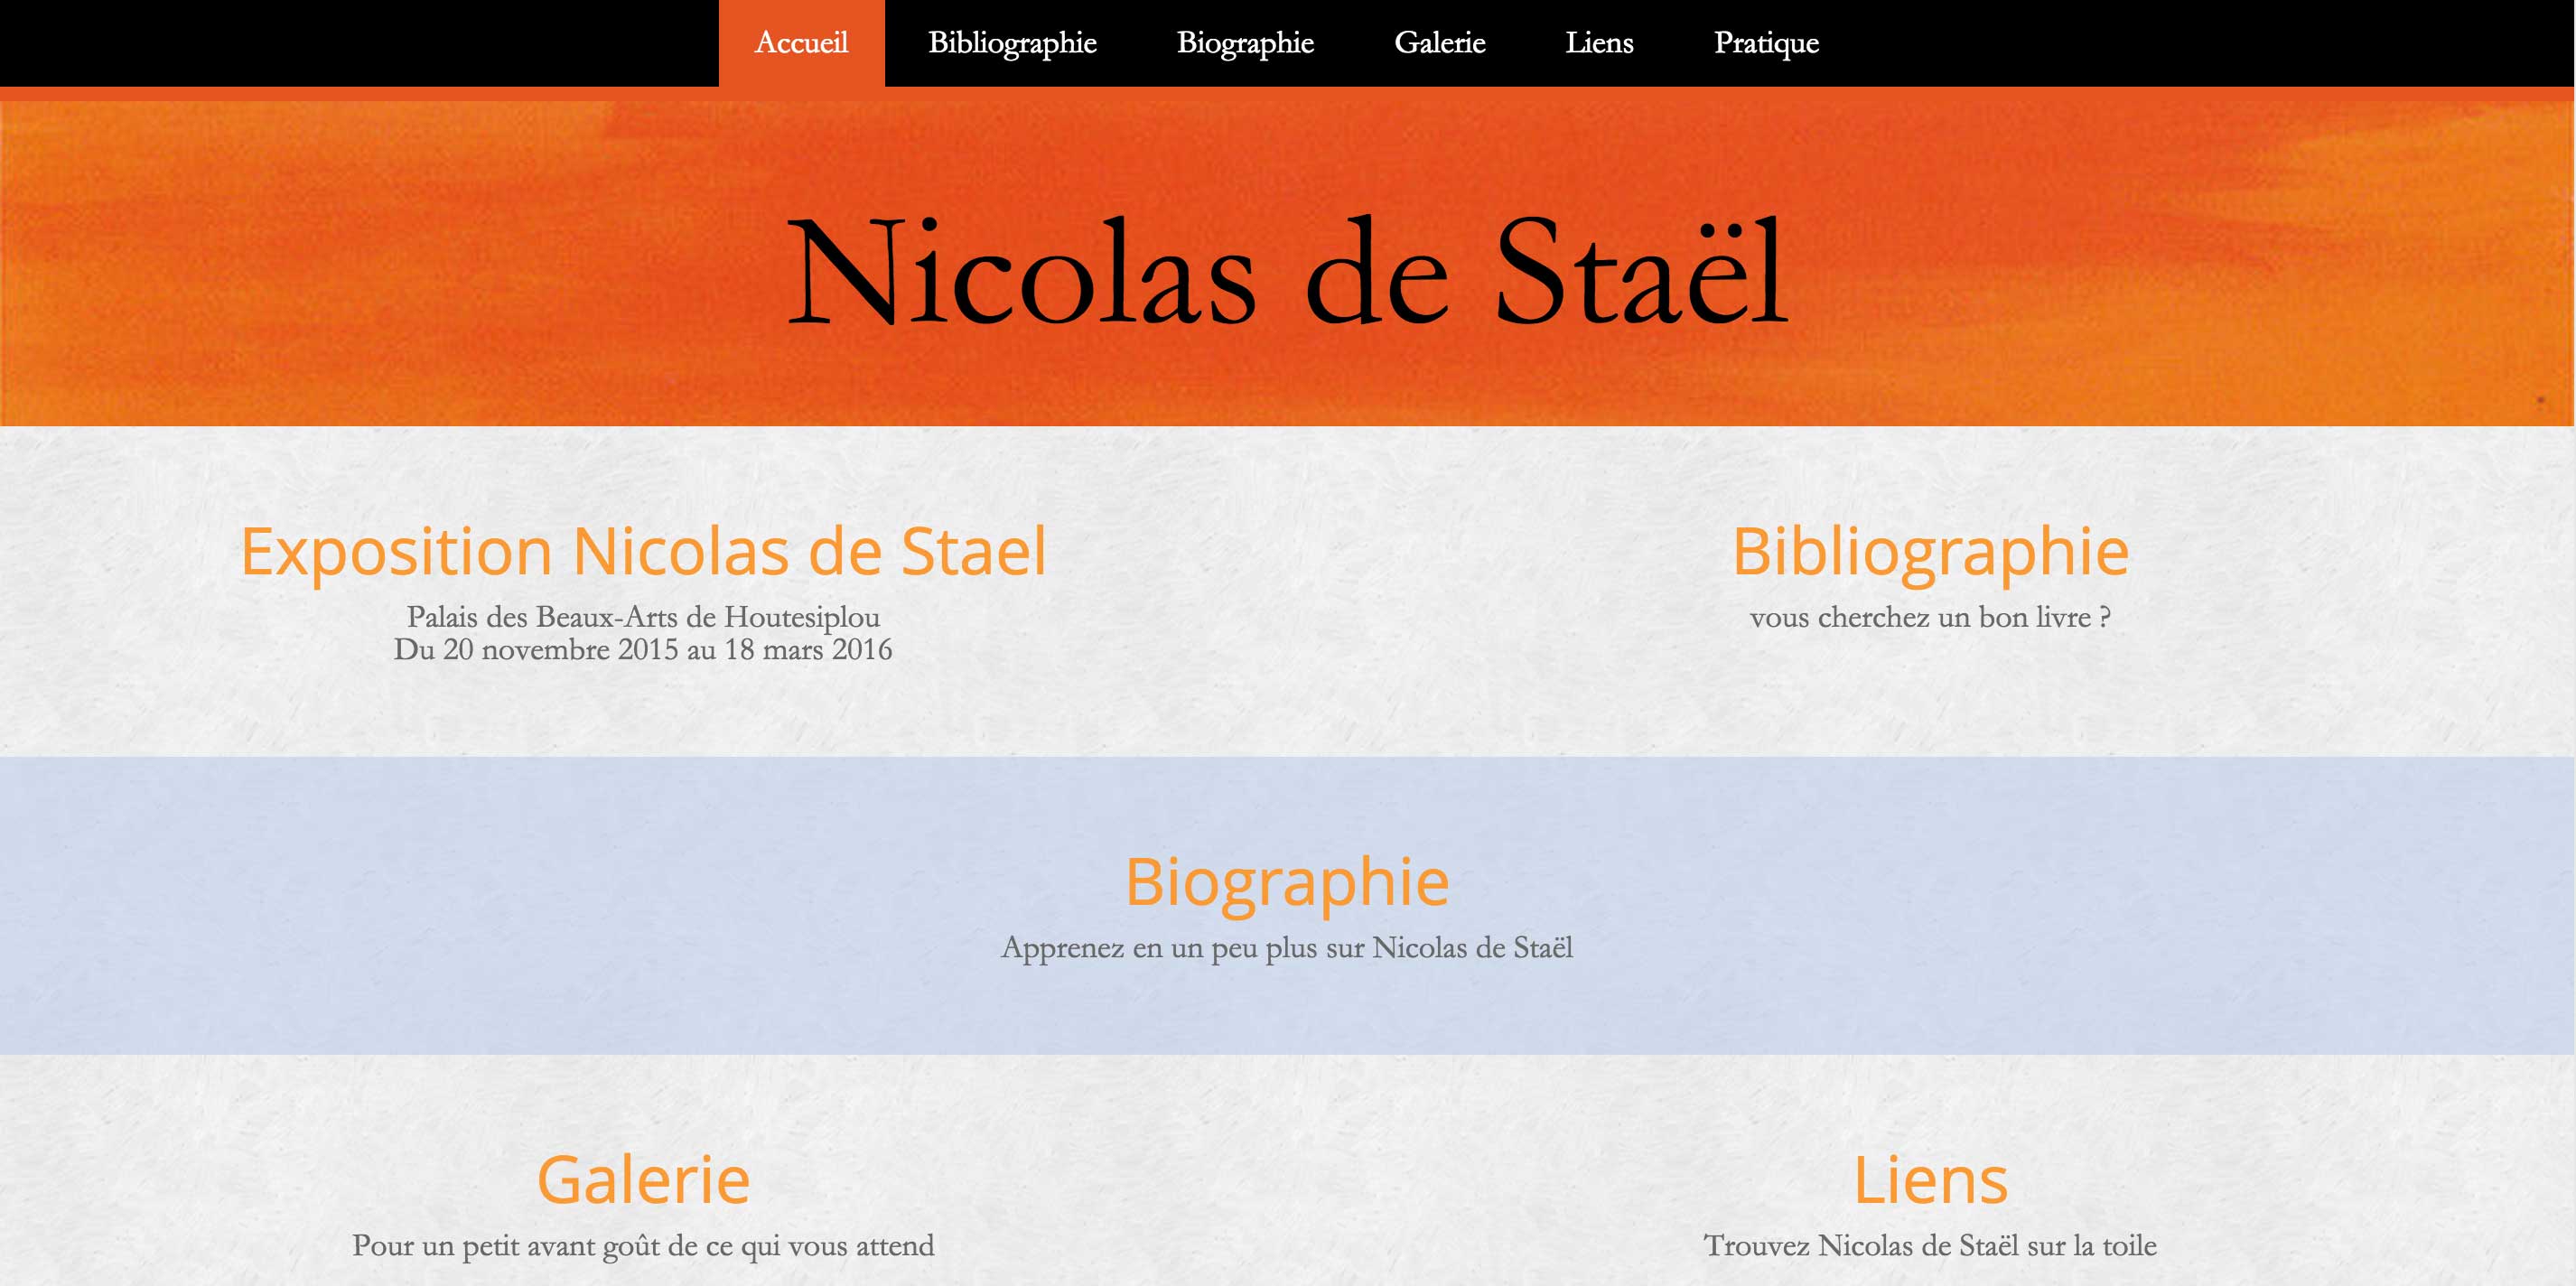 Accueil Bibliographie Biographie Galerie Liens Pratique
Nicolas de Staël
Exposition Nicolas de Stael
Palais des Beaux-Arts de Houtesiplou
Du 20 novembre 2015 au 18 mars 2016
Bibliographie
vous cherchez un bon livre ?
Biographie
Apprenez en un peu plus sur Nicolas de Staël
Galerie
Pour un petit avant goût de ce qui vous attend
Liens
Trouvez Nicolas de Staël sur la toile